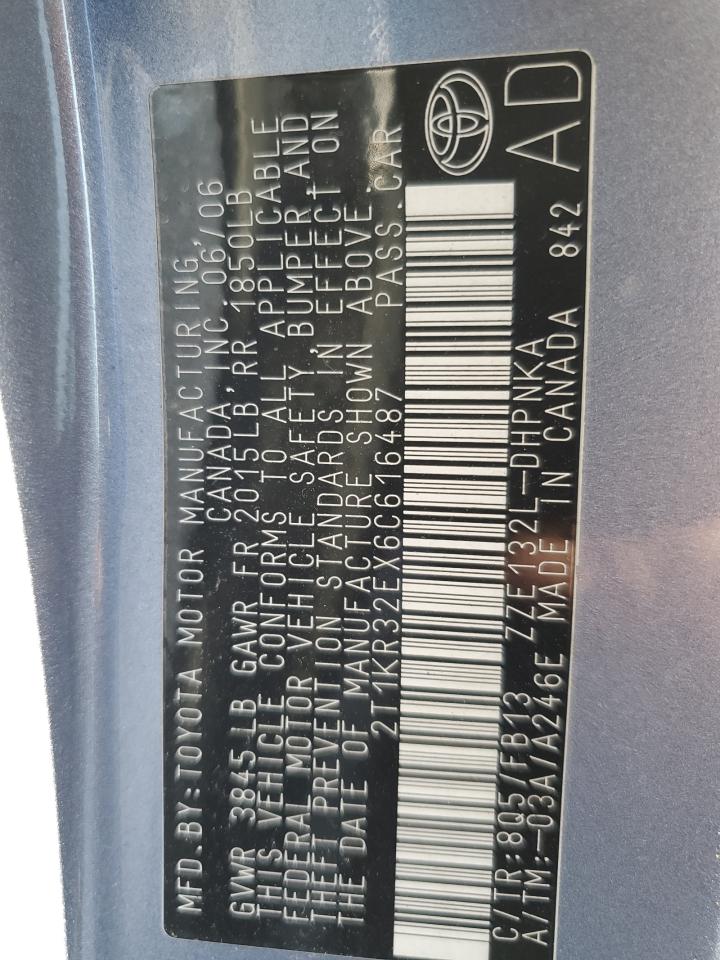 MFD.BY:TOYOTA MOTOR MANUFACTURING,
CANADA, INC. 06/06
GVWR 3845 LB GAWR FR 2015LB RR 1850LB
THIS VEHICLE CONFORMS TO ALL APPLICABLE
FEDERAL MOTOR VEHICLE SAFETY, BUMPER, AND
THEFT PREVENTION STANDARDS IN EFFECT ON
THE DATE OF MANUFACTURE SHOWN ABOVE.
2T1KR32EX6C616487 PASS.CAR
C/TR:8Q5/FB13 ZZE132L-DHPNKA
A/TM:-03A/A246E MADE IN CANADA 842
AD